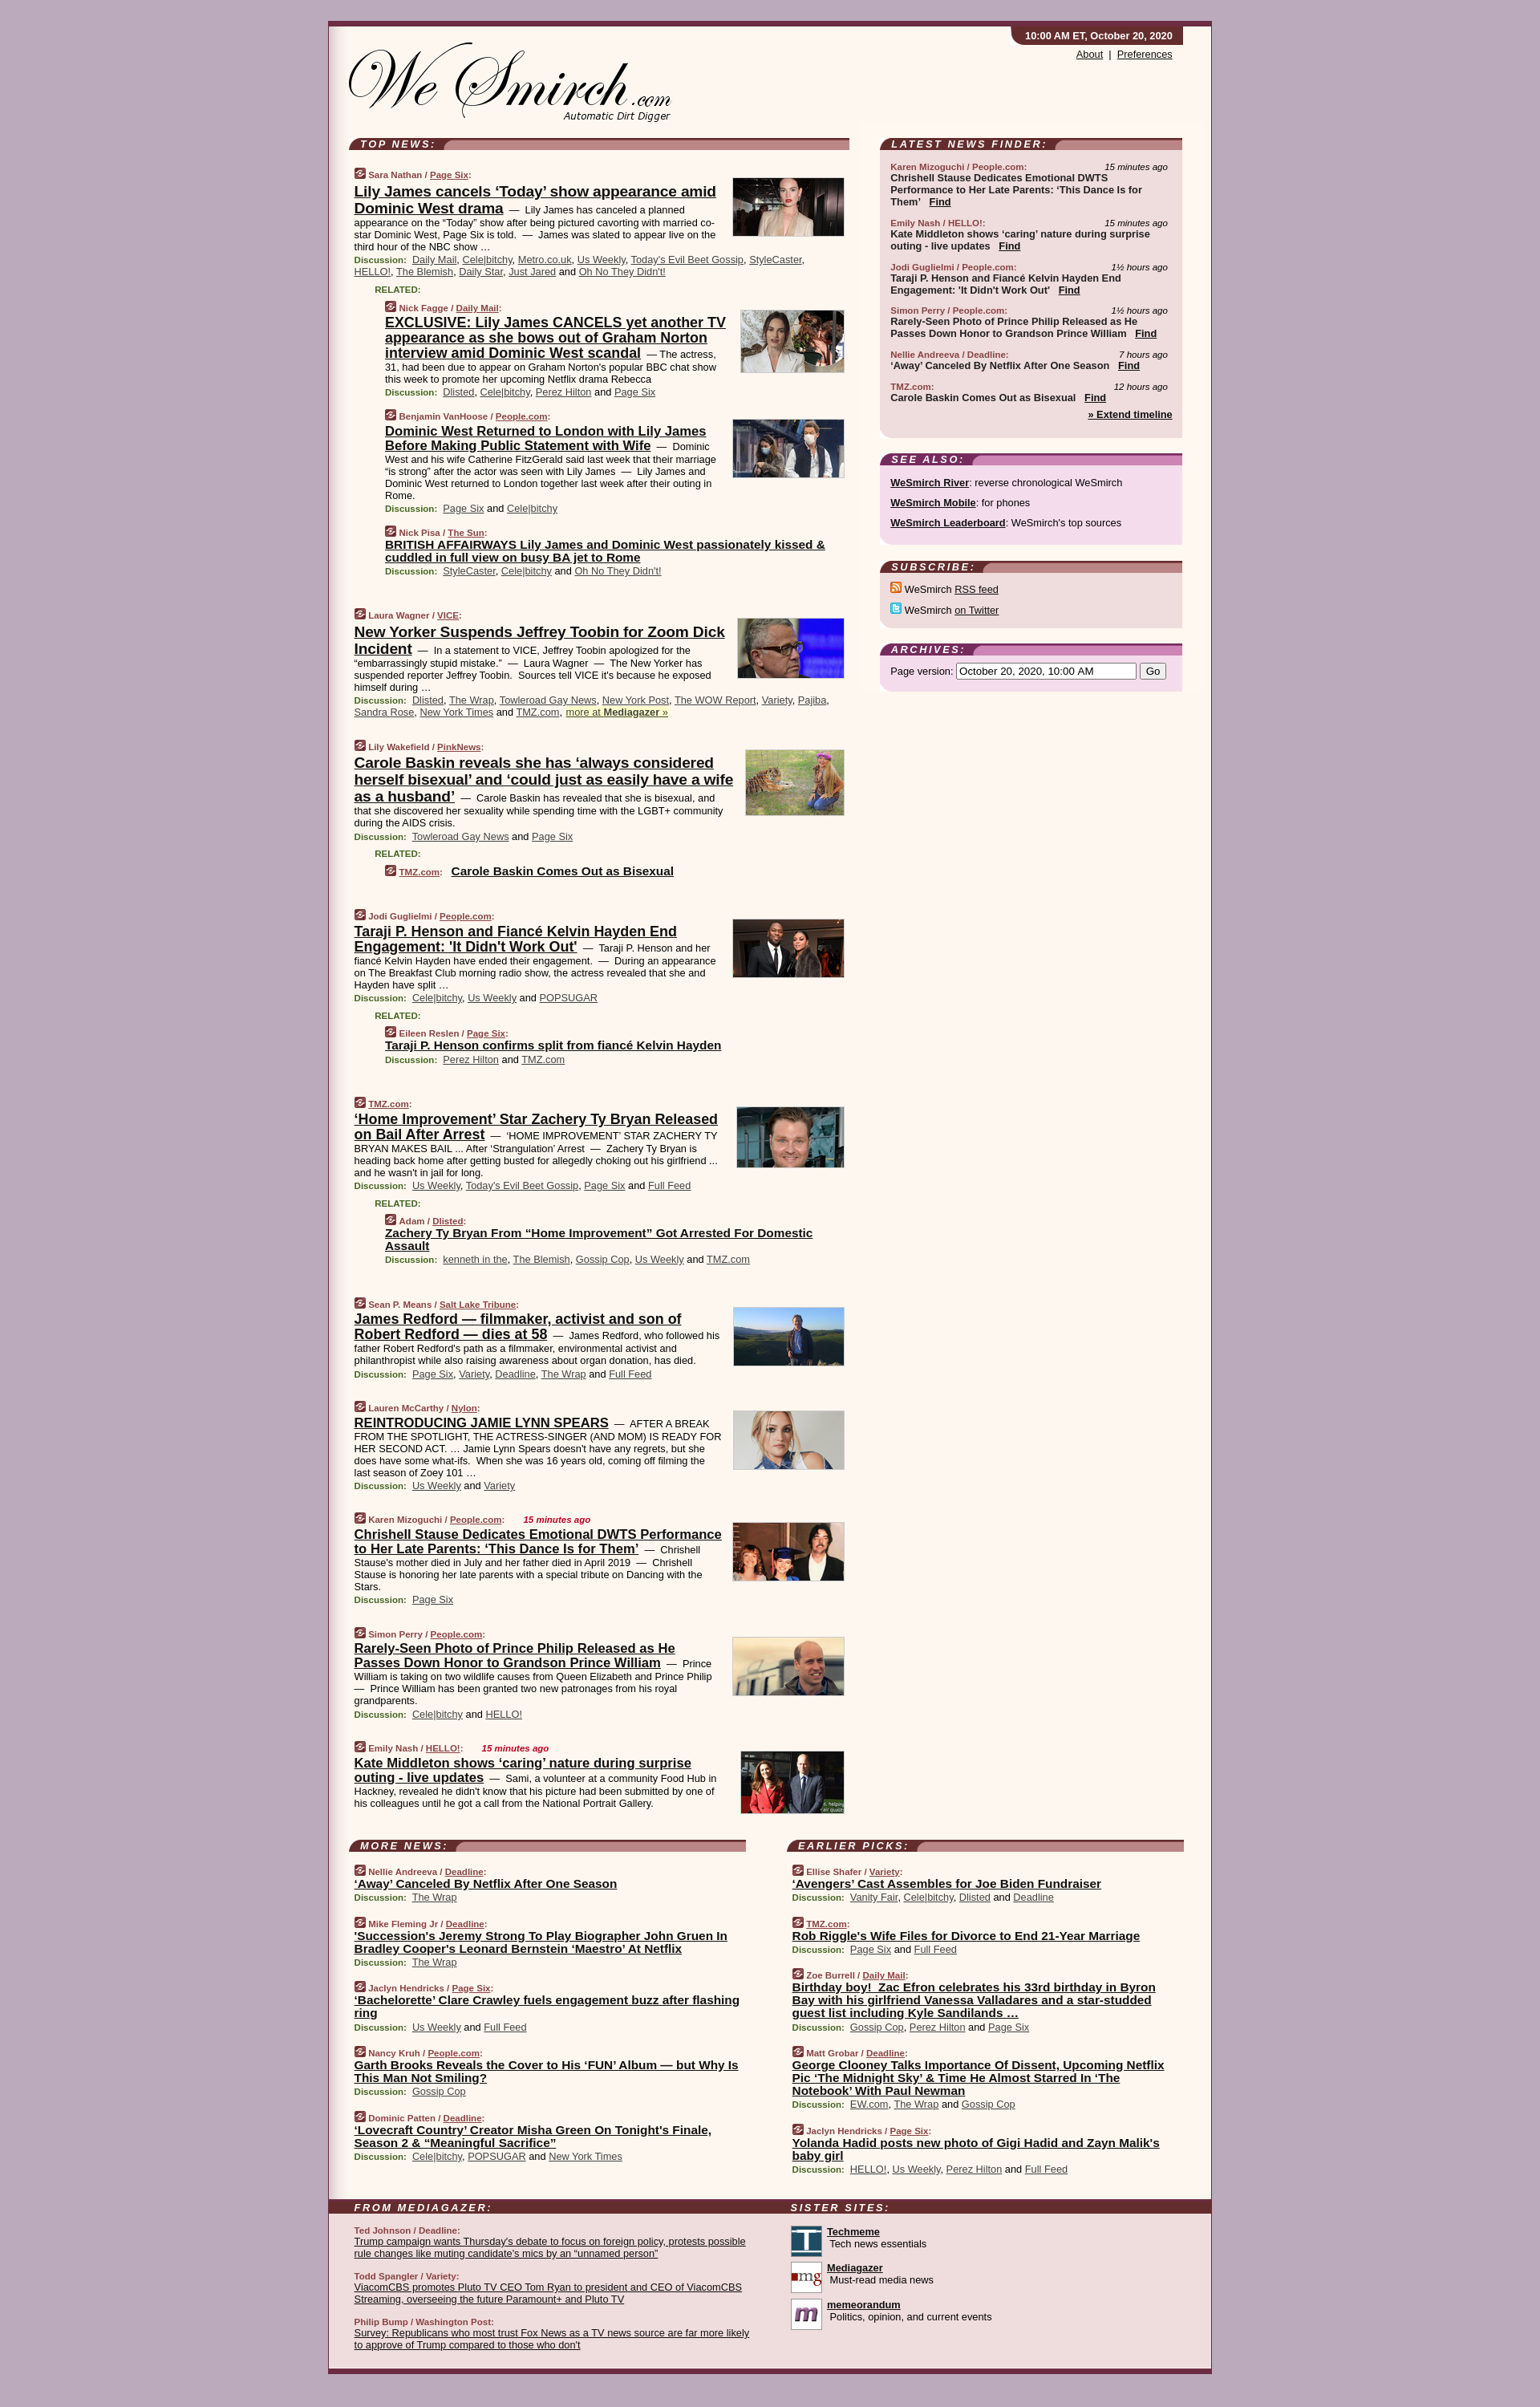 10:00 AM ET, October 20, 2020
About | Preferences
We Smirch .com
Automatic Dirt Digger
TOP NEWS:
Sara Nathan / Page Six:
Lily James cancels ‘Today’ show appearance amid
Dominic West drama — Lily James has canceled a planned
appearance on the “Today” show after being pictured cavorting with married co-
star Dominic West, Page Six is told. — James was slated to appear live on the
third hour of the NBC show …
Discussion: Daily Mail, Cele|bitchy, Metro.co.uk, Us Weekly, Today's Evil Beet Gossip, StyleCaster,
HELLO!, The Blemish, Daily Star, Just Jared and Oh No They Didn't!
RELATED:
Nick Fagge / Daily Mail:
EXCLUSIVE: Lily James CANCELS yet another TV
appearance as she bows out of Graham Norton
interview amid Dominic West scandal — The actress,
31, had been due to appear on Graham Norton's popular BBC chat show
this week to promote her upcoming Netflix drama Rebecca
Discussion: Dlisted, Cele|bitchy, Perez Hilton and Page Six
Benjamin VanHoose / People.com:
Dominic West Returned to London with Lily James
Before Making Public Statement with Wife — Dominic
West and his wife Catherine FitzGerald said last week that their marriage
“is strong” after the actor was seen with Lily James — Lily James and
Dominic West returned to London together last week after their outing in
Rome.
Discussion: Page Six and Cele|bitchy
Nick Pisa / The Sun:
BRITISH AFFAIRWAYS Lily James and Dominic West passionately kissed &
cuddled in full view on busy BA jet to Rome
Discussion: StyleCaster, Cele|bitchy and Oh No They Didn't!
Laura Wagner / VICE:
New Yorker Suspends Jeffrey Toobin for Zoom Dick
Incident — In a statement to VICE, Jeffrey Toobin apologized for the
“embarrassingly stupid mistake.” — Laura Wagner — The New Yorker has
suspended reporter Jeffrey Toobin. Sources tell VICE it's because he exposed
himself during …
Discussion: Dlisted, The Wrap, Towleroad Gay News, New York Post, The WOW Report, Variety, Pajiba,
Sandra Rose, New York Times and TMZ.com, more at Mediagazer »
Lily Wakefield / PinkNews:
Carole Baskin reveals she has ‘always considered
herself bisexual’ and ‘could just as easily have a wife
as a husband’ — Carole Baskin has revealed that she is bisexual, and
that she discovered her sexuality while spending time with the LGBT+ community
during the AIDS crisis.
Discussion: Towleroad Gay News and Page Six
RELATED:
TMZ.com: Carole Baskin Comes Out as Bisexual
Jodi Guglielmi / People.com:
Taraji P. Henson and Fiancé Kelvin Hayden End
Engagement: 'It Didn't Work Out' — Taraji P. Henson and her
fiancé Kelvin Hayden have ended their engagement. — During an appearance
on The Breakfast Club morning radio show, the actress revealed that she and
Hayden have split …
Discussion: Cele|bitchy, Us Weekly and POPSUGAR
RELATED:
Eileen Reslen / Page Six:
Taraji P. Henson confirms split from fiancé Kelvin Hayden
Discussion: Perez Hilton and TMZ.com
TMZ.com:
‘Home Improvement’ Star Zachery Ty Bryan Released
on Bail After Arrest — ‘HOME IMPROVEMENT’ STAR ZACHERY TY
BRYAN MAKES BAIL ... After ‘Strangulation’ Arrest — Zachery Ty Bryan is
heading back home after getting busted for allegedly choking out his girlfriend ...
and he wasn't in jail for long.
Discussion: Us Weekly, Today's Evil Beet Gossip, Page Six and Full Feed
RELATED:
Adam / Dlisted:
Zachery Ty Bryan From “Home Improvement” Got Arrested For Domestic
Assault
Discussion: kenneth in the, The Blemish, Gossip Cop, Us Weekly and TMZ.com
Sean P. Means / Salt Lake Tribune:
James Redford — filmmaker, activist and son of
Robert Redford — dies at 58 — James Redford, who followed his
father Robert Redford's path as a filmmaker, environmental activist and
philanthropist while also raising awareness about organ donation, has died.
Discussion: Page Six, Variety, Deadline, The Wrap and Full Feed
Lauren McCarthy / Nylon:
REINTRODUCING JAMIE LYNN SPEARS — AFTER A BREAK
FROM THE SPOTLIGHT, THE ACTRESS-SINGER (AND MOM) IS READY FOR
HER SECOND ACT. … Jamie Lynn Spears doesn't have any regrets, but she
does have some what-ifs. When she was 16 years old, coming off filming the
last season of Zoey 101 …
Discussion: Us Weekly and Variety
Karen Mizoguchi / People.com: 15 minutes ago
Chrishell Stause Dedicates Emotional DWTS Performance
to Her Late Parents: ‘This Dance Is for Them’ — Chrishell
Stause's mother died in July and her father died in April 2019 — Chrishell
Stause is honoring her late parents with a special tribute on Dancing with the
Stars.
Discussion: Page Six
Simon Perry / People.com:
Rarely-Seen Photo of Prince Philip Released as He
Passes Down Honor to Grandson Prince William — Prince
William is taking on two wildlife causes from Queen Elizabeth and Prince Philip
— Prince William has been granted two new patronages from his royal
grandparents.
Discussion: Cele|bitchy and HELLO!
Emily Nash / HELLO!: 15 minutes ago
Kate Middleton shows ‘caring’ nature during surprise
outing - live updates — Sami, a volunteer at a community Food Hub in
Hackney, revealed he didn't know that his picture had been submitted by one of
his colleagues until he got a call from the National Portrait Gallery.
LATEST NEWS FINDER:
Karen Mizoguchi / People.com: 15 minutes ago
Chrishell Stause Dedicates Emotional DWTS
Performance to Her Late Parents: ‘This Dance Is for
Them’ Find
Emily Nash / HELLO!: 15 minutes ago
Kate Middleton shows ‘caring’ nature during surprise
outing - live updates Find
Jodi Guglielmi / People.com: 1½ hours ago
Taraji P. Henson and Fiancé Kelvin Hayden End
Engagement: 'It Didn't Work Out' Find
Simon Perry / People.com: 1½ hours ago
Rarely-Seen Photo of Prince Philip Released as He
Passes Down Honor to Grandson Prince William Find
Nellie Andreeva / Deadline: 7 hours ago
‘Away’ Canceled By Netflix After One Season Find
TMZ.com: 12 hours ago
Carole Baskin Comes Out as Bisexual Find
» Extend timeline
SEE ALSO:
WeSmirch River: reverse chronological WeSmirch
WeSmirch Mobile: for phones
WeSmirch Leaderboard: WeSmirch's top sources
SUBSCRIBE:
WeSmirch RSS feed
WeSmirch on Twitter
ARCHIVES:
Page version: October 20, 2020, 10:00 AM Go
MORE NEWS:
Nellie Andreeva / Deadline:
‘Away’ Canceled By Netflix After One Season
Discussion: The Wrap
Mike Fleming Jr / Deadline:
'Succession's Jeremy Strong To Play Biographer John Gruen In
Bradley Cooper's Leonard Bernstein ‘Maestro’ At Netflix
Discussion: The Wrap
Jaclyn Hendricks / Page Six:
‘Bachelorette’ Clare Crawley fuels engagement buzz after flashing
ring
Discussion: Us Weekly and Full Feed
Nancy Kruh / People.com:
Garth Brooks Reveals the Cover to His ‘FUN’ Album — but Why Is
This Man Not Smiling?
Discussion: Gossip Cop
Dominic Patten / Deadline:
‘Lovecraft Country’ Creator Misha Green On Tonight's Finale,
Season 2 & “Meaningful Sacrifice”
Discussion: Cele|bitchy, POPSUGAR and New York Times
EARLIER PICKS:
Ellise Shafer / Variety:
‘Avengers’ Cast Assembles for Joe Biden Fundraiser
Discussion: Vanity Fair, Cele|bitchy, Dlisted and Deadline
TMZ.com:
Rob Riggle's Wife Files for Divorce to End 21-Year Marriage
Discussion: Page Six and Full Feed
Zoe Burrell / Daily Mail:
Birthday boy! Zac Efron celebrates his 33rd birthday in Byron
Bay with his girlfriend Vanessa Valladares and a star-studded
guest list including Kyle Sandilands …
Discussion: Gossip Cop, Perez Hilton and Page Six
Matt Grobar / Deadline:
George Clooney Talks Importance Of Dissent, Upcoming Netflix
Pic ‘The Midnight Sky’ & Time He Almost Starred In ‘The
Notebook’ With Paul Newman
Discussion: EW.com, The Wrap and Gossip Cop
Jaclyn Hendricks / Page Six:
Yolanda Hadid posts new photo of Gigi Hadid and Zayn Malik's
baby girl
Discussion: HELLO!, Us Weekly, Perez Hilton and Full Feed
FROM MEDIAGAZER:
Ted Johnson / Deadline:
Trump campaign wants Thursday's debate to focus on foreign policy, protests possible
rule changes like muting candidate's mics by an “unnamed person”
Todd Spangler / Variety:
ViacomCBS promotes Pluto TV CEO Tom Ryan to president and CEO of ViacomCBS
Streaming, overseeing the future Paramount+ and Pluto TV
Philip Bump / Washington Post:
Survey: Republicans who most trust Fox News as a TV news source are far more likely
to approve of Trump compared to those who don't
SISTER SITES:
T
Techmeme
Tech news essentials
mg
Mediagazer
Must-read media news
m
memeorandum
Politics, opinion, and current events